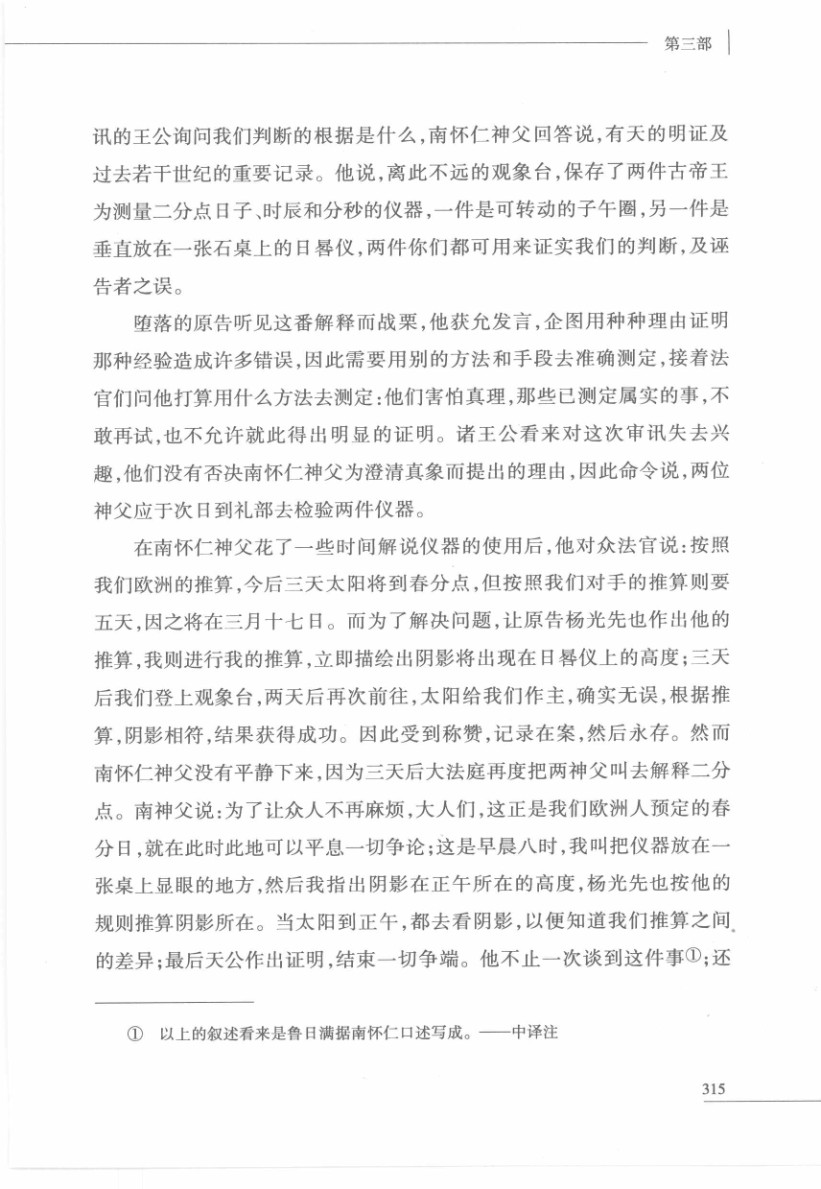 第三部
讯的王公询问我们判断的根据是什么,南怀仁神父回答说,有天的明证及
过去若干世纪的重要记录。他说,离此不远的观象台,保存了两件古帝王
为测量二分点日子、时辰和分秒的仪器,一件是可转动的子午圈,另一件是
垂直放在一张石桌上的日晷仪,两件你们都可用来证实我们的判断,及诬
告者之误。
堕落的原告听见这番解释而战栗,他获允发言,企图用种种理由证明
那种经验造成许多错误,因此需要用别的方法和手段去准确测定,接着法
官们问他打算用什么方法去测定:他们害怕真理,那些已测定属实的事,不
敢再试,也不允许就此得出明显的证明。诸王公看来对这次审讯失去兴
趣,他们没有否决南怀仁神父为澄清真象而提出的理由,因此命令说,两位
神父应于次日到礼部去检验两件仪器。
在南怀仁神父花了一些时间解说仪器的使用后,他对众法官说:按照
我们欧洲的推算,今后三天太阳将到春分点,但按照我们对手的推算则要
五天,因之将在三月十七日。而为了解决问题,让原告杨光先也作出他的
推算,我则进行我的推算,立即描绘出阴影将出现在日晷仪上的高度;三天
后我们登上观象台,两天后再次前往,太阳给我们作主,确实无误,根据推
算,阴影相符,结果获得成功。因此受到称赞,记录在案,然后永存。然而
南怀仁神父没有平静下来,因为三天后大法庭再度把两神父叫去解释二分
点。南神父说:为了让众人不再麻烦,大人们,这正是我们欧洲人预定的春
分日,就在此时此地可以平息一切争论;这是早晨八时,我叫把仪器放在一
张桌上显眼的地方,然后我指出阴影在正午所在的高度,杨光先也按他的
规则推算阴影所在。当太阳到正午,都去看阴影,以便知道我们推算之间
的差异;最后天公作出证明,结束一切争端。他不止一次谈到这件事①;还
① 以上的叙述看来是鲁日满据南怀仁口述写成。——中译注
315